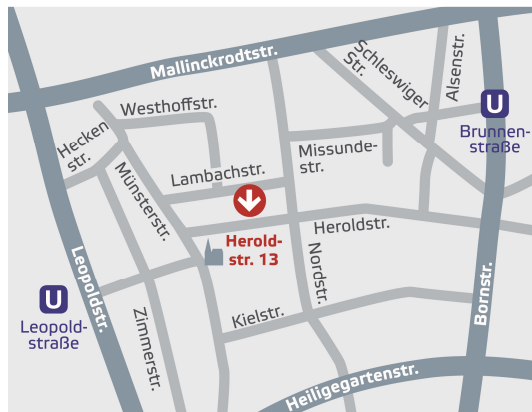 Mallinckrodtstr.
Schleswiger
Str.
Alsenstr.
Westhoffstr.
U
Brunnen-
straße
Hecken
str.
Missunde-
str.
Lambachstr.
Münsterstr.
Heroldstr.
Herold-
str. 13
Leopoldstr.
Nordstr.
U
Leopold-
straße
Zimmerstr.
Kielstr.
Bornstr.
Heiligegartenstr.